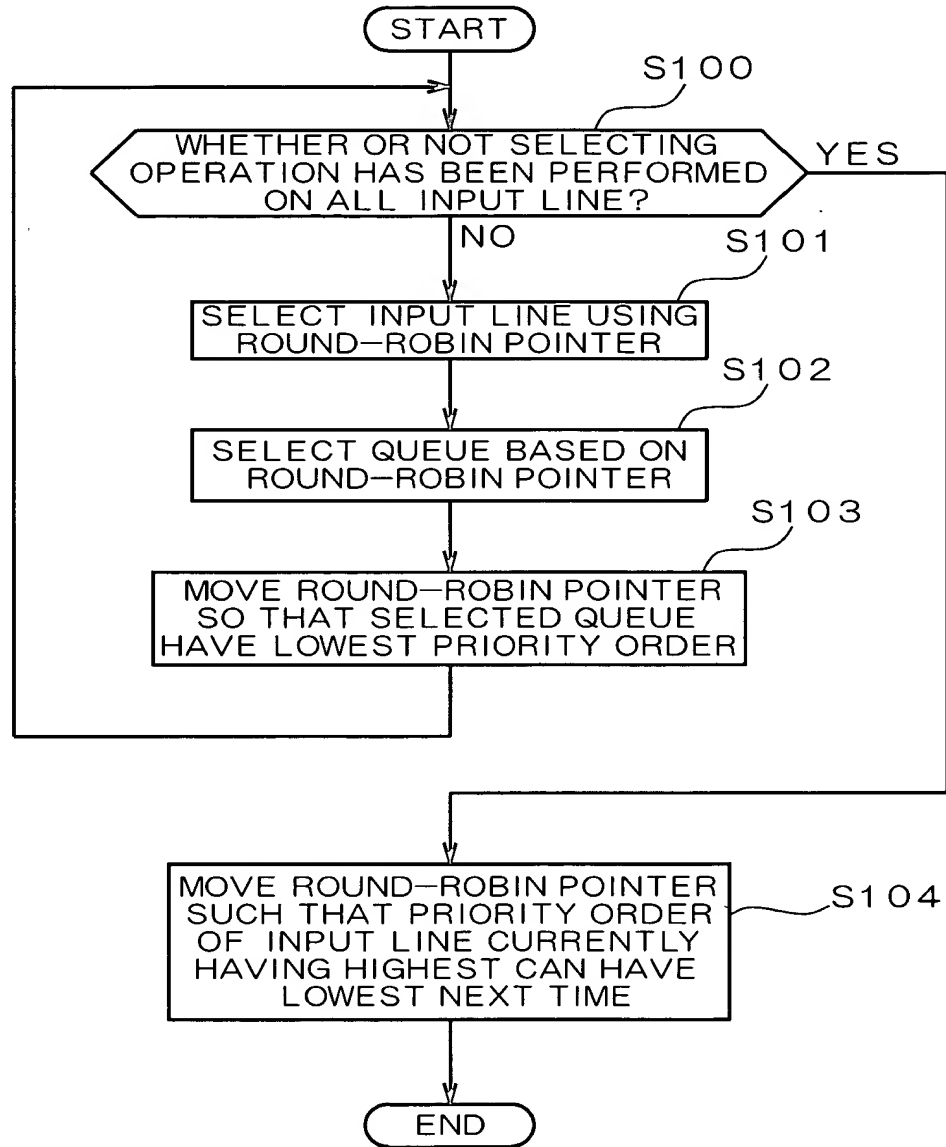 START
S100
WHETHER OR NOT SELECTING
OPERATION HAS BEEN PERFORMED
ON ALL INPUT LINE?
YES
NO
S101
SELECT INPUT LINE USING
ROUND-ROBIN POINTER
S102
SELECT QUEUE BASED ON
ROUND-ROBIN POINTER
S103
MOVE ROUND-ROBIN POINTER
SO THAT SELECTED QUEUE
HAVE LOWEST PRIORITY ORDER
MOVE ROUND-ROBIN POINTER
SUCH THAT PRIORITY ORDER
OF INPUT LINE CURRENTLY
HAVING HIGHEST CAN HAVE
LOWEST NEXT TIME
S104
END